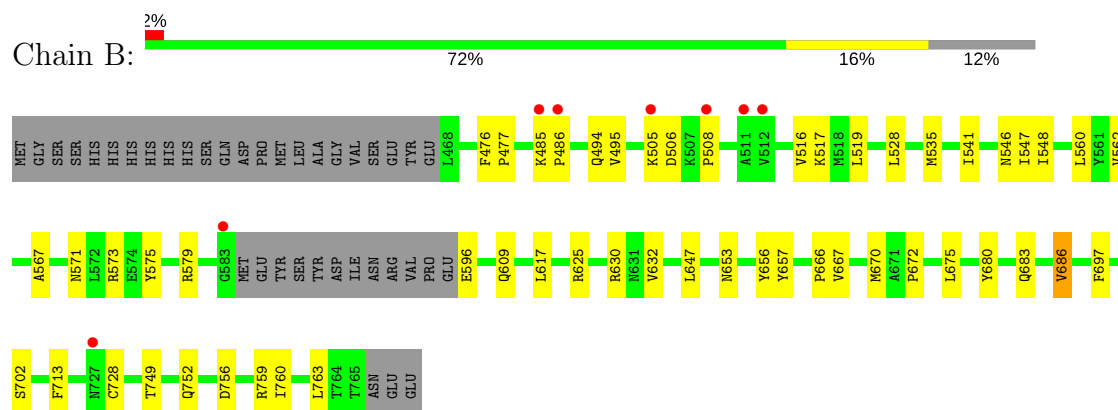 2%
Chain B:
72% 16% 12%
MET GLY SER SER HIS HIS HIS HIS HIS HIS SER GLN ASP PRO MET LEU ALA GLY VAL SER GLU TYR GLU L468 F476 P477 K485 P486 Q494 V495 K505 D506 K507 P508 A511 V512 V516 K517 M518 L519 L528 M535 I541 N546 I547 I548 L560 Y561 V562
A567 N571 L572 R573 E574 Y575 R579 G583 MET GLU TYR SER TYR ASP ILE ASN ARG VAL PRO GLU E596 Q609 L617 R625 R630 N631 V632 L647 N653 Y656 Y657 P666 V667 M670 A671 P672 L675 Y680 Q683 V686 F697
S702 F713 N727 C728 T749 Q752 D756 R759 I760 L763 T764 T765 ASN GLU GLU